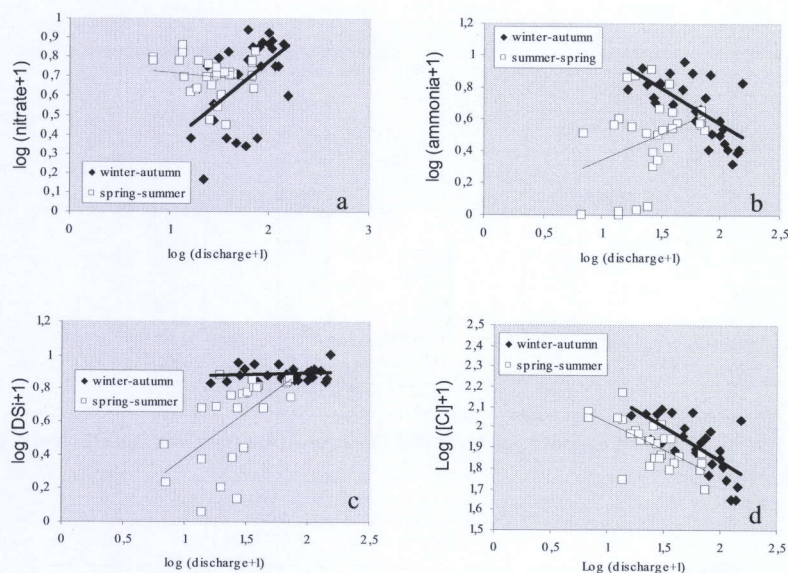 log (nitrate+1)
1
0,9
0,8
0,7
0,6
0,5
0,4
0,3
0,2
0,1
0
winter-autumn
spring-summer
a
0 1 2 3
log (discharge+1)
log (ammonia+1)
1,2
1
0,8
0,6
0,4
0,2
0
winter-autumn
summer-spring
b
0 0,5 1 1,5 2 2,5
log (discharge+1)
log (DSi+1)
1,2
1
0,8
0,6
0,4
0,2
0
winter-autumn
spring-summer
c
0 0,5 1 1,5 2 2,5
log (discharge+1)
Log ([Cl]+1)
2,5
2,4
2,3
2,2
2,1
2
1,9
1,8
1,7
1,6
1,5
winter-autumn
spring-summer
d
0 0,5 1 1,5 2 2,5
Log (discharge+1)